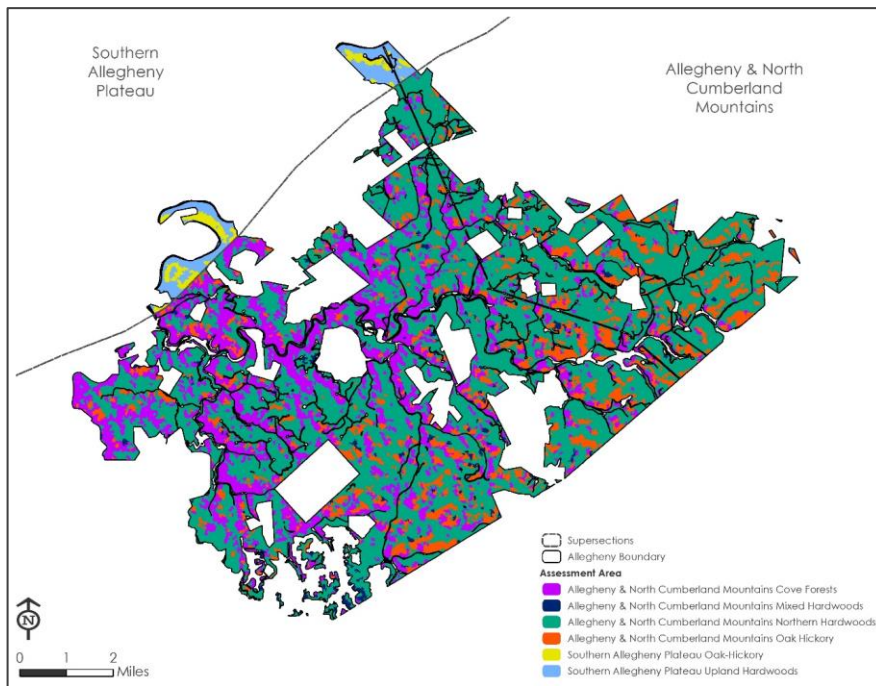 Southern
Allegheny
Plateau
Allegheny & North
Cumberland
Mountains
Supersections
Allegheny Boundary
Assessment Area
Allegheny & North Cumberland Mountains Cove Forests
Allegheny & North Cumberland Mountains Mixed Hardwoods
Allegheny & North Cumberland Mountains Northern Hardwoods
Allegheny & North Cumberland Mountains Oak Hickory
Southern Allegheny Plateau Oak-Hickory
Southern Allegheny Plateau Upland Hardwoods
N
0 1 2
Miles